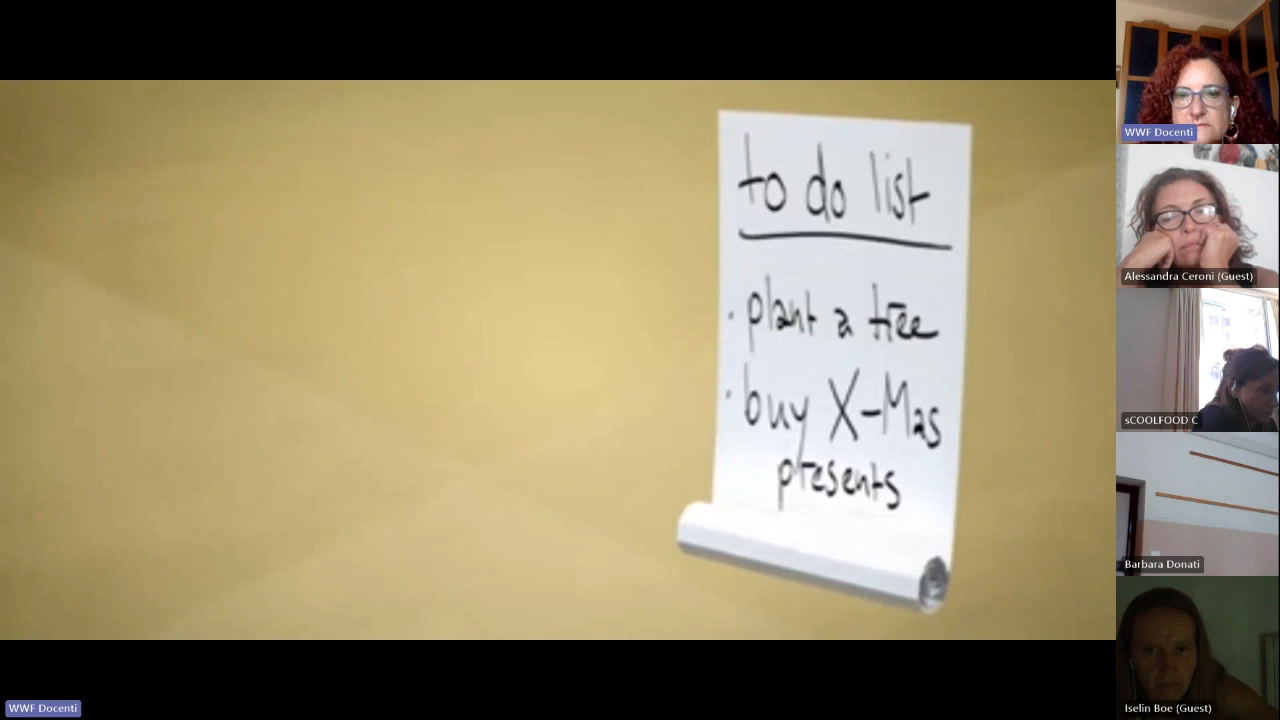 to do list
• plant a tree
• buy X-Mas
presents
WWF Docenti
Alessandra Ceroni (Guest)
sCOOLFOOD C
Barbara Donati
Iselin Boe (Guest)
WWF Docenti